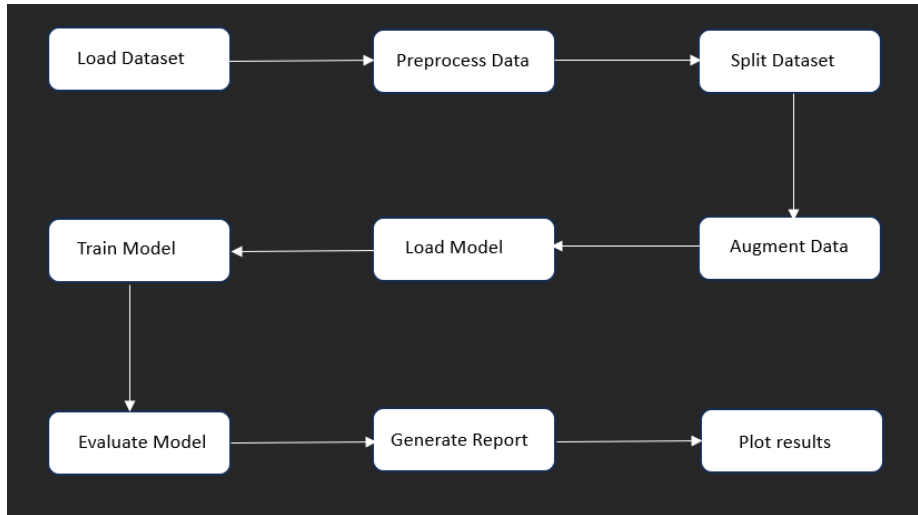 Load Dataset
Preprocess Data
Split Dataset
Augment Data
Load Model
Train Model
Evaluate Model
Generate Report
Plot results